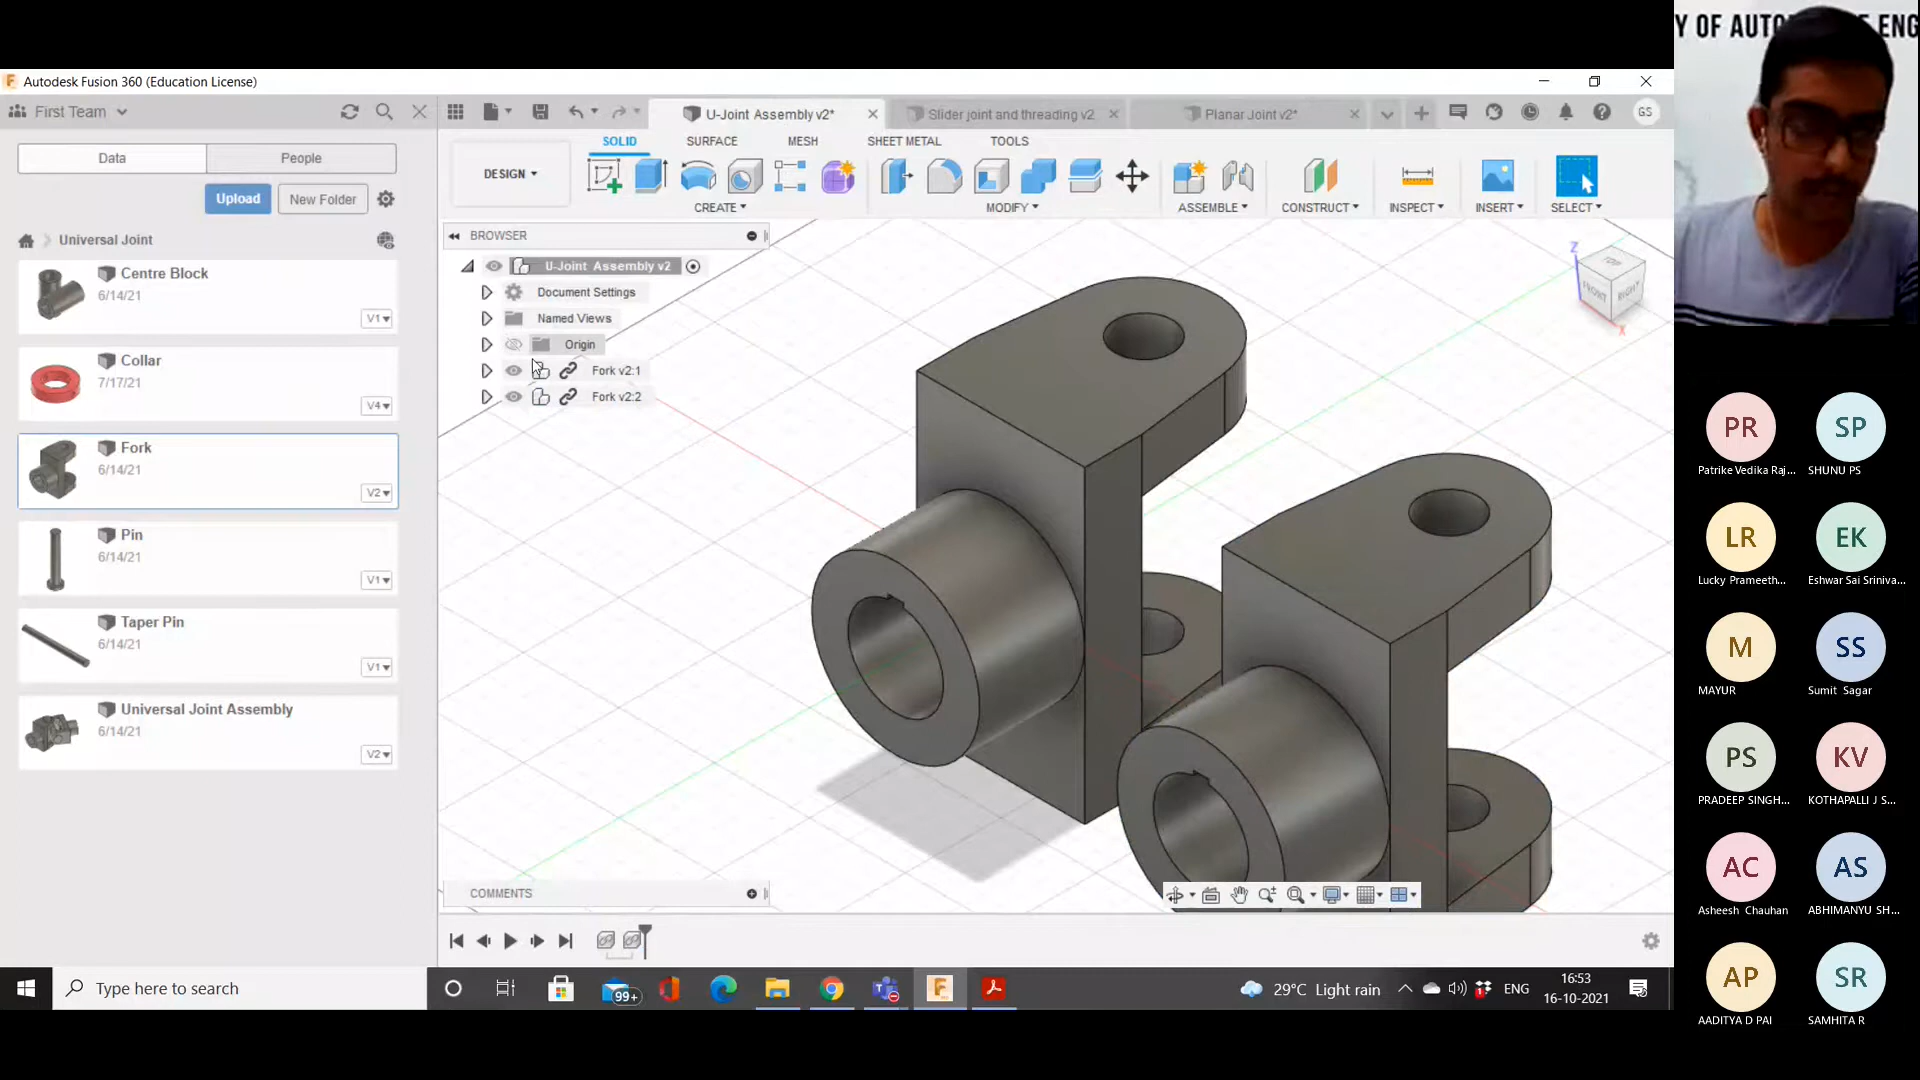 Autodesk Fusion 360 (Education License)
First Team
U-Joint Assembly v2*
Slider joint and threading v2
Planar Joint v2*
GS
Data
People
Upload
New Folder
Universal Joint
Centre Block
6/14/21
V1
Collar
7/17/21
V4
Fork
6/14/21
V2
Pin
6/14/21
V1
Taper Pin
6/14/21
V1
Universal Joint Assembly
6/14/21
V2
DESIGN
SOLID
SURFACE
MESH
SHEET METAL
TOOLS
CREATE
MODIFY
ASSEMBLE
CONSTRUCT
INSPECT
INSERT
SELECT
BROWSER
U-Joint Assembly v2
Document Settings
Named Views
Origin
Fork v2:1
Fork v2:2
Z
TOP
FRONT
RIGHT
X
COMMENTS
Type here to search
99+
29°C Light rain
ENG
16:53
16-10-2021
Y OF AUTO
E ENG
PR
Patrike Vedika Raj...
SP
SHUNU PS
LR
Lucky Prameeth...
EK
Eshwar Sai Sriniva...
M
MAYUR
SS
Sumit Sagar
PS
PRADEEP SINGH...
KV
KOTHAPALLI J S...
AC
Asheesh Chauhan
AS
ABHIMANYU SH...
AP
AADITYA D PAI
SR
SAMHITA R